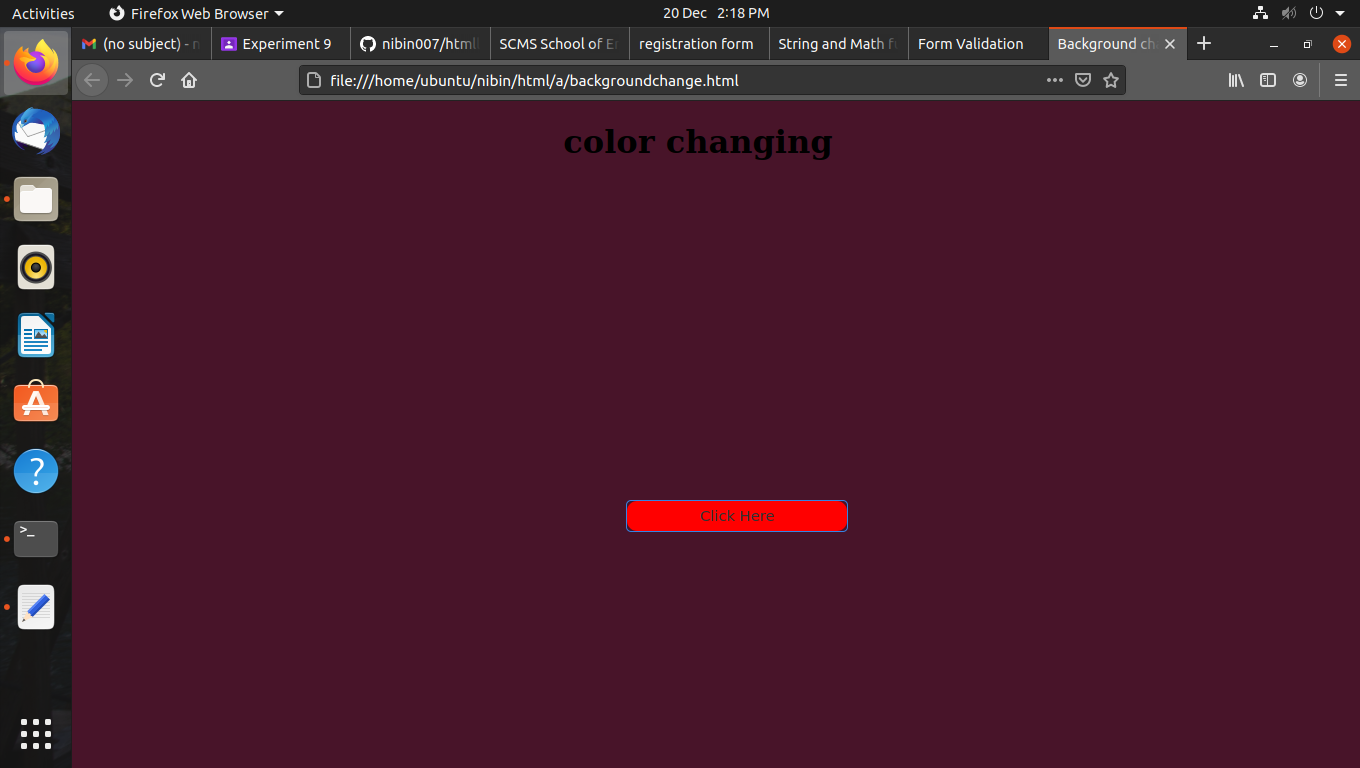 Activities Firefox Web Browser 20 Dec 2:18 PM
(no subject) - n Experiment 9 nibin007/html SCMS School of E registration form String and Math f Form Validation Background ch
file:///home/ubuntu/nibin/html/a/backgroundchange.html
color changing
Click Here